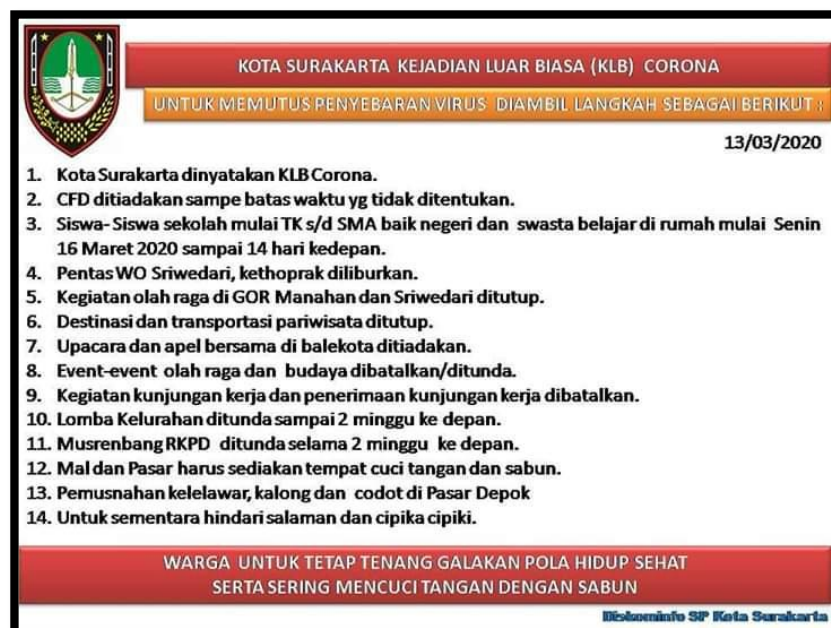 KOTA SURAKARTA KEJADIAN LUAR BIASA (KLB) CORONA
UNTUK MEMUTUS PENYEBARAN VIRUS DIAMBIL LANGKAH SEBAGAI BERIKUT :
13/03/2020
1. Kota Surakarta dinyatakan KLB Corona.
2. CFD ditiadakan sampe batas waktu yg tidak ditentukan.
3. Siswa- Siswa sekolah mulai TK s/d SMA baik negeri dan swasta belajar di rumah mulai Senin
16 Maret 2020 sampai 14 hari kedepan.
4. Pentas WO Sriwedari, kethoprak diliburkan.
5. Kegiatan olah raga di GOR Manahan dan Sriwedari ditutup.
6. Destinasi dan transportasi pariwisata ditutup.
7. Upacara dan apel bersama di balekota ditiadakan.
8. Event-event olah raga dan budaya dibatalkan/ditunda.
9. Kegiatan kunjungan kerja dan penerimaan kunjungan kerja dibatalkan.
10. Lomba Kelurahan ditunda sampai 2 minggu ke depan.
11. Musrenbang RKPD ditunda selama 2 minggu ke depan.
12. Mal dan Pasar harus sediakan tempat cuci tangan dan sabun.
13. Pemusnahan kelelawar, kalong dan codot di Pasar Depok
14. Untuk sementara hindari salaman dan cipika cipiki.
WARGA UNTUK TETAP TENANG GALAKAN POLA HIDUP SEHAT
SERTA SERING MENCUCI TANGAN DENGAN SABUN
Diskominfo SP Kota Surakarta